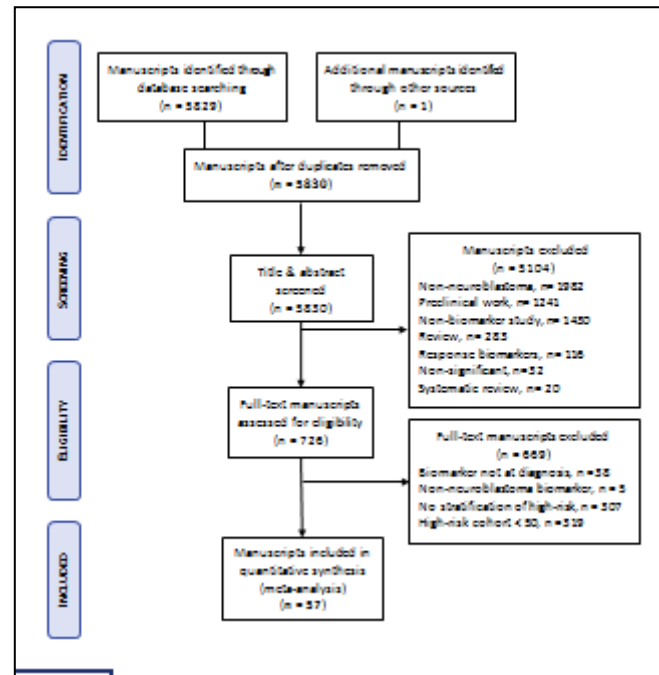 IDENTIFICATION
Manuscripts identified through
database searching
(n = 5829)
Additional manuscripts identifed
through other sources
(n = 1)
Manuscripts after duplicates removed
(n = 5830)
SCREENING
Title & abstract
screened
(n = 5830)
Manuscripts excluded
(n = 5104)
Non-neuroblastoma, n= 1982
Preclinical work, n= 1241
Non-biomarker study, n= 1430
Review, n= 283
Response biomarkers, n= 116
Non-significant, n=32
Systematic review, n= 20
ELIGIBILITY
Full-text manuscripts
assessed for eligibility
(n = 726)
Full-text manuscripts excluded
(n = 669)
Biomarker not at diagnosis, n =38
Non-neuroblastoma biomarker, n = 5
No stratification of high-risk, n = 307
High-risk cohort < n =319
INCLUDED
Manuscripts included in
quantitative synthesis
(meta-analysis)
(n = 57)